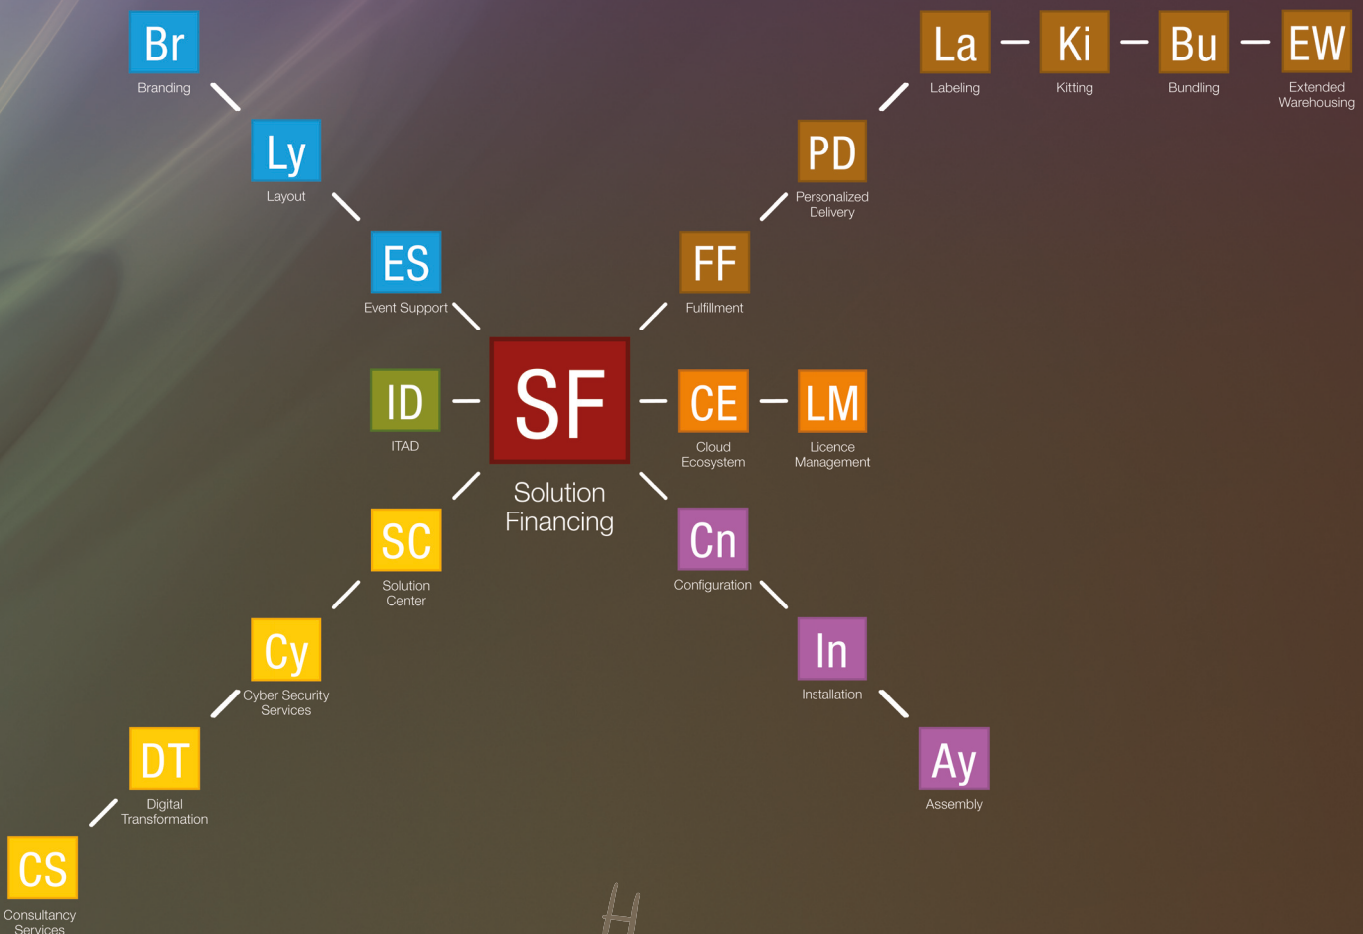 Br
Branding
La
Labeling
Ki
Kitting
Bu
Bundling
EW
Extended
Warehousing
Ly
Layout
PD
Personalized
Delivery
ES
Event Support
FF
Fulfillment
ID
ITAD
SF
Solution
Financing
CE
Cloud
Ecosystem
LM
Licence
Management
SC
Solution
Center
Cn
Configuration
Cy
Cyber Security
Services
In
Installation
DT
Digital
Transformation
Ay
Assembly
CS
Consultancy
Services